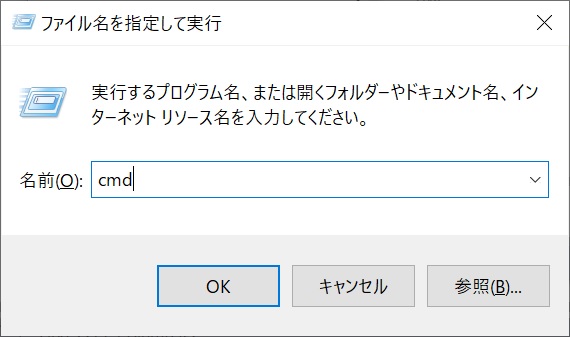 ファイル名を指定して実行
実行するプログラム名、または開くフォルダーやドキュメント名、イン
ターネット リソース名を入力してください。
名前(O): cmd
OK キャンセル 参照(B)...